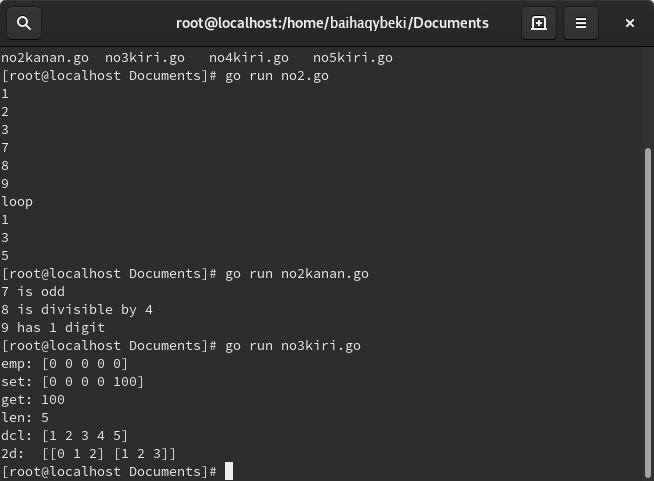 root@localhost:/home/baihaqybeki/Documents
no2kanan.go  no3kiri.go   no4kiri.go   no5kiri.go
[root@localhost Documents]# go run no2.go
1
2
3
7
8
9
loop
1
3
5
[root@localhost Documents]# go run no2kanan.go
7 is odd
8 is divisible by 4
9 has 1 digit
[root@localhost Documents]# go run no3kiri.go
emp: [0 0 0 0 0]
set: [0 0 0 0 100]
get: 100
len: 5
dcl: [1 2 3 4 5]
2d:  [[0 1 2] [1 2 3]]
[root@localhost Documents]#